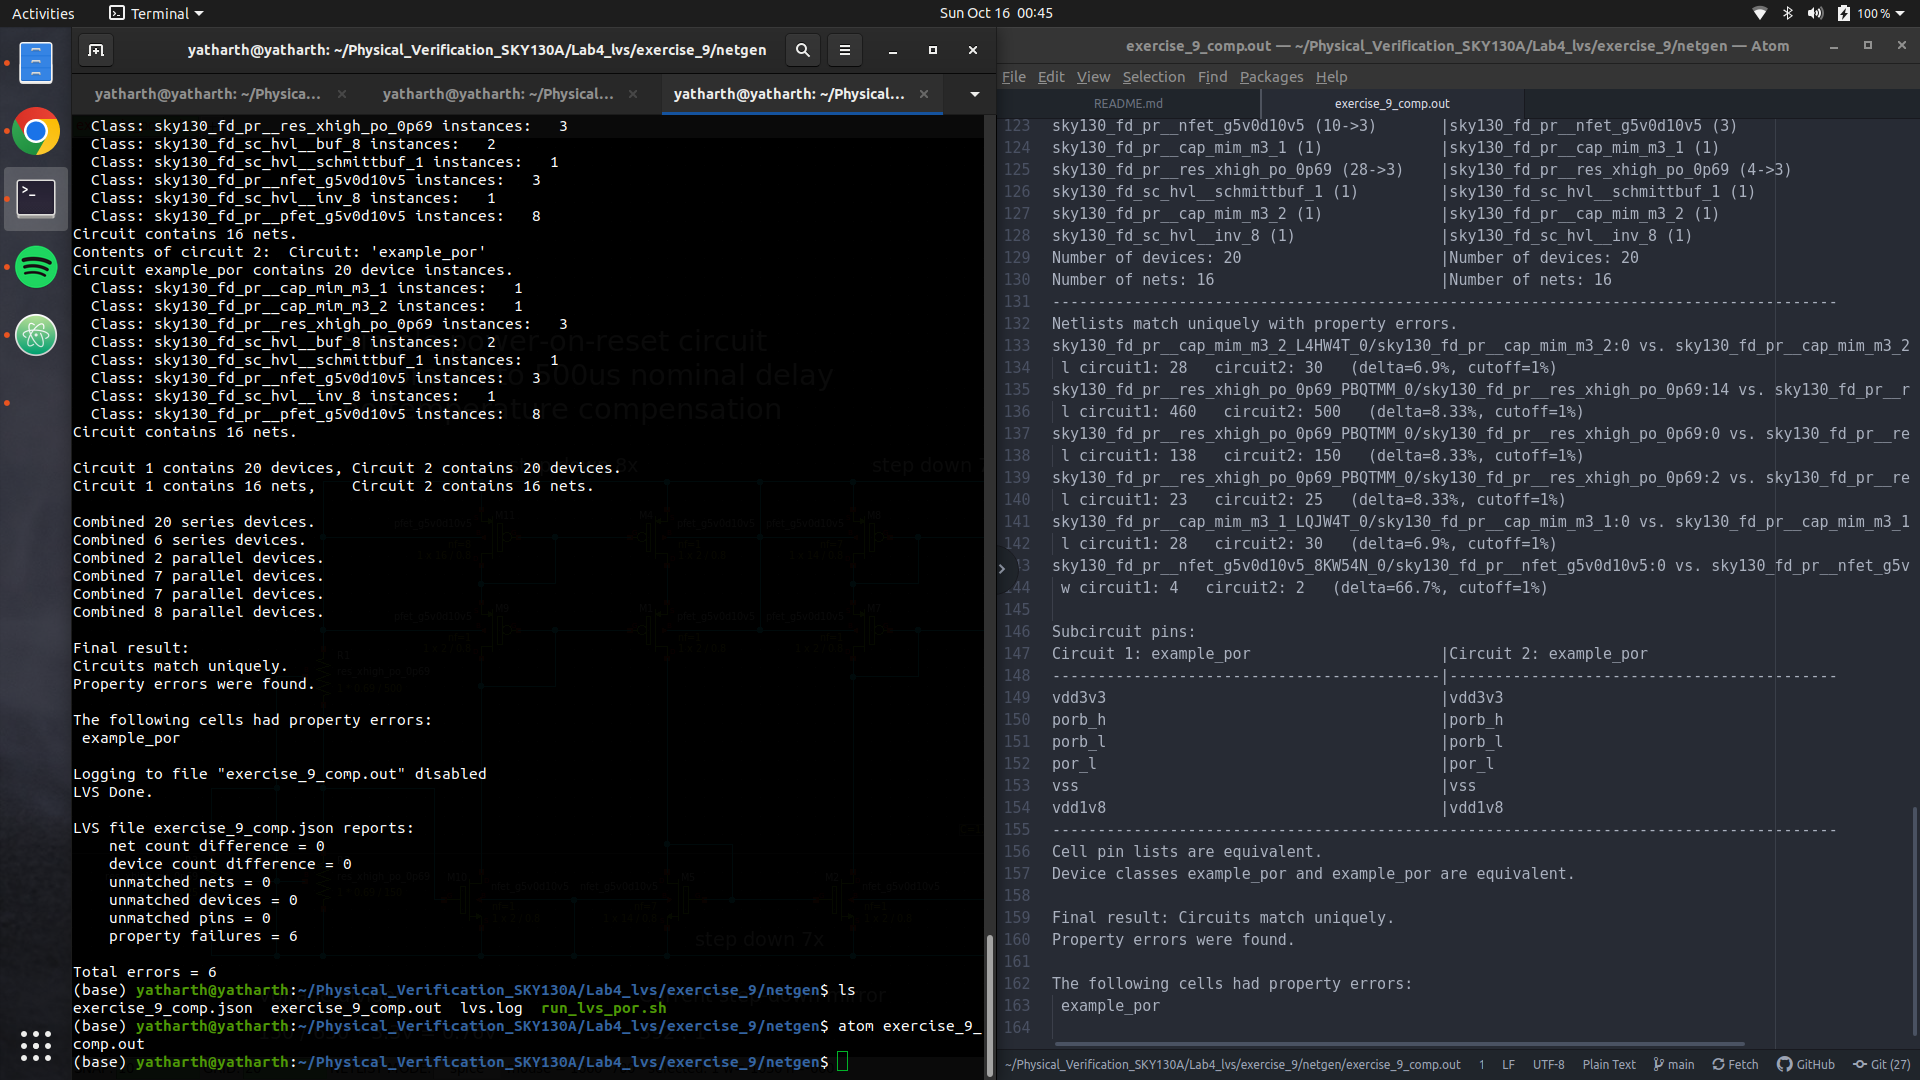 Activities
Terminal
Sun Oct 16 00:45
100 %
yatharth@yatharth: ~/Physical_Verification_SKY130A/Lab4_lvs/exercise_9/netgen
yatharth@yatharth: ~/Physica...
yatharth@yatharth: ~/Physical...
yatharth@yatharth: ~/Physical...
Class: sky130_fd_pr__res_xhigh_po_0p69 instances:   3
Class: sky130_fd_sc_hvl__buf_8 instances:   2
Class: sky130_fd_sc_hvl__schmittbuf_1 instances:   1
Class: sky130_fd_pr__nfet_g5v0d10v5 instances:   3
Class: sky130_fd_sc_hvl__inv_8 instances:   1
Class: sky130_fd_pr__pfet_g5v0d10v5 instances:   8
Circuit contains 16 nets.
Contents of circuit 2:  Circuit: 'example_por'
Circuit example_por contains 20 device instances.
Class: sky130_fd_pr__cap_mim_m3_1 instances:   1
Class: sky130_fd_pr__cap_mim_m3_2 instances:   1
Class: sky130_fd_pr__res_xhigh_po_0p69 instances:   3
Class: sky130_fd_sc_hvl__buf_8 instances:   2
Class: sky130_fd_sc_hvl__schmittbuf_1 instances:   1
Class: sky130_fd_pr__nfet_g5v0d10v5 instances:   3
Class: sky130_fd_sc_hvl__inv_8 instances:   1
Class: sky130_fd_pr__pfet_g5v0d10v5 instances:   8
Circuit contains 16 nets.
Circuit 1 contains 20 devices, Circuit 2 contains 20 devices.
Circuit 1 contains 16 nets,    Circuit 2 contains 16 nets.
Combined 20 series devices.
Combined 6 series devices.
Combined 2 parallel devices.
Combined 7 parallel devices.
Combined 7 parallel devices.
Combined 8 parallel devices.
Final result:
Circuits match uniquely.
Property errors were found.
The following cells had property errors:
example_por
Logging to file "exercise_9_comp.out" disabled
LVS Done.
LVS file exercise_9_comp.json reports:
net count difference = 0
device count difference = 0
unmatched nets = 0
unmatched devices = 0
unmatched pins = 0
property failures = 6
Total errors = 6
(base) yatharth@yatharth:~/Physical_Verification_SKY130A/Lab4_lvs/exercise_9/netgen$ ls
exercise_9_comp.json  exercise_9_comp.out  lvs.log  run_lvs_por.sh
(base) yatharth@yatharth:~/Physical_Verification_SKY130A/Lab4_lvs/exercise_9/netgen$ atom exercise_9_
comp.out
(base) yatharth@yatharth:~/Physical_Verification_SKY130A/Lab4_lvs/exercise_9/netgen$
power-on-reset circuit
500us nominal delay
compensation
step down 7x
exercise_9_comp.out — ~/Physical_Verification_SKY130A/Lab4_lvs/exercise_9/netgen — Atom
File Edit View Selection Find Packages Help
README.md
exercise_9_comp.out
123 sky130_fd_pr__nfet_g5v0d10v5 (10->3) |sky130_fd_pr__nfet_g5v0d10v5 (3)
124 sky130_fd_pr__cap_mim_m3_1 (1) |sky130_fd_pr__cap_mim_m3_1 (1)
125 sky130_fd_pr__res_xhigh_po_0p69 (28->3) |sky130_fd_pr__res_xhigh_po_0p69 (4->3)
126 sky130_fd_sc_hvl__schmittbuf_1 (1) |sky130_fd_sc_hvl__schmittbuf_1 (1)
127 sky130_fd_pr__cap_mim_m3_2 (1) |sky130_fd_pr__cap_mim_m3_2 (1)
128 sky130_fd_sc_hvl__inv_8 (1) |sky130_fd_sc_hvl__inv_8 (1)
129 Number of devices: 20 |Number of devices: 20
130 Number of nets: 16 |Number of nets: 16
131 ---------------------------------------------------------------------------------------
132 Netlists match uniquely with property errors.
133 sky130_fd_pr__cap_mim_m3_2_L4HW4T_0/sky130_fd_pr__cap_mim_m3_2:0 vs. sky130_fd_pr__cap_mim_m3_2
134 l circuit1: 28   circuit2: 30   (delta=6.9%, cutoff=1%)
135 sky130_fd_pr__res_xhigh_po_0p69_PBQTMM_0/sky130_fd_pr__res_xhigh_po_0p69:14 vs. sky130_fd_pr__r
136 l circuit1: 460   circuit2: 500   (delta=8.33%, cutoff=1%)
137 sky130_fd_pr__res_xhigh_po_0p69_PBQTMM_0/sky130_fd_pr__res_xhigh_po_0p69:0 vs. sky130_fd_pr__re
138 l circuit1: 138   circuit2: 150   (delta=8.33%, cutoff=1%)
139 sky130_fd_pr__res_xhigh_po_0p69_PBQTMM_0/sky130_fd_pr__res_xhigh_po_0p69:2 vs. sky130_fd_pr__re
140 l circuit1: 23   circuit2: 25   (delta=8.33%, cutoff=1%)
141 sky130_fd_pr__cap_mim_m3_1_LQJW4T_0/sky130_fd_pr__cap_mim_m3_1:0 vs. sky130_fd_pr__cap_mim_m3_1
142 l circuit1: 28   circuit2: 30   (delta=6.9%, cutoff=1%)
43 sky130_fd_pr__nfet_g5v0d10v5_8KW54N_0/sky130_fd_pr__nfet_g5v0d10v5:0 vs. sky130_fd_pr__nfet_g5v
44 w circuit1: 4   circuit2: 2   (delta=66.7%, cutoff=1%)
145
146 Subcircuit pins:
147 Circuit 1: example_por |Circuit 2: example_por
148 -------------------------------------------|-------------------------------------------
149 vdd3v3 |vdd3v3
150 porb_h |porb_h
151 porb_l |porb_l
152 por_l |por_l
153 vss |vss
154 vdd1v8 |vdd1v8
155 ---------------------------------------------------------------------------------------
156 Cell pin lists are equivalent.
157 Device classes example_por and example_por are equivalent.
158
159 Final result: Circuits match uniquely.
160 Property errors were found.
161
162 The following cells had property errors:
163 example_por
164
~/Physical_Verification_SKY130A/Lab4_lvs/exercise_9/netgen/exercise_9_comp.out 1 LF UTF-8 Plain Text main Fetch GitHub Git (27)